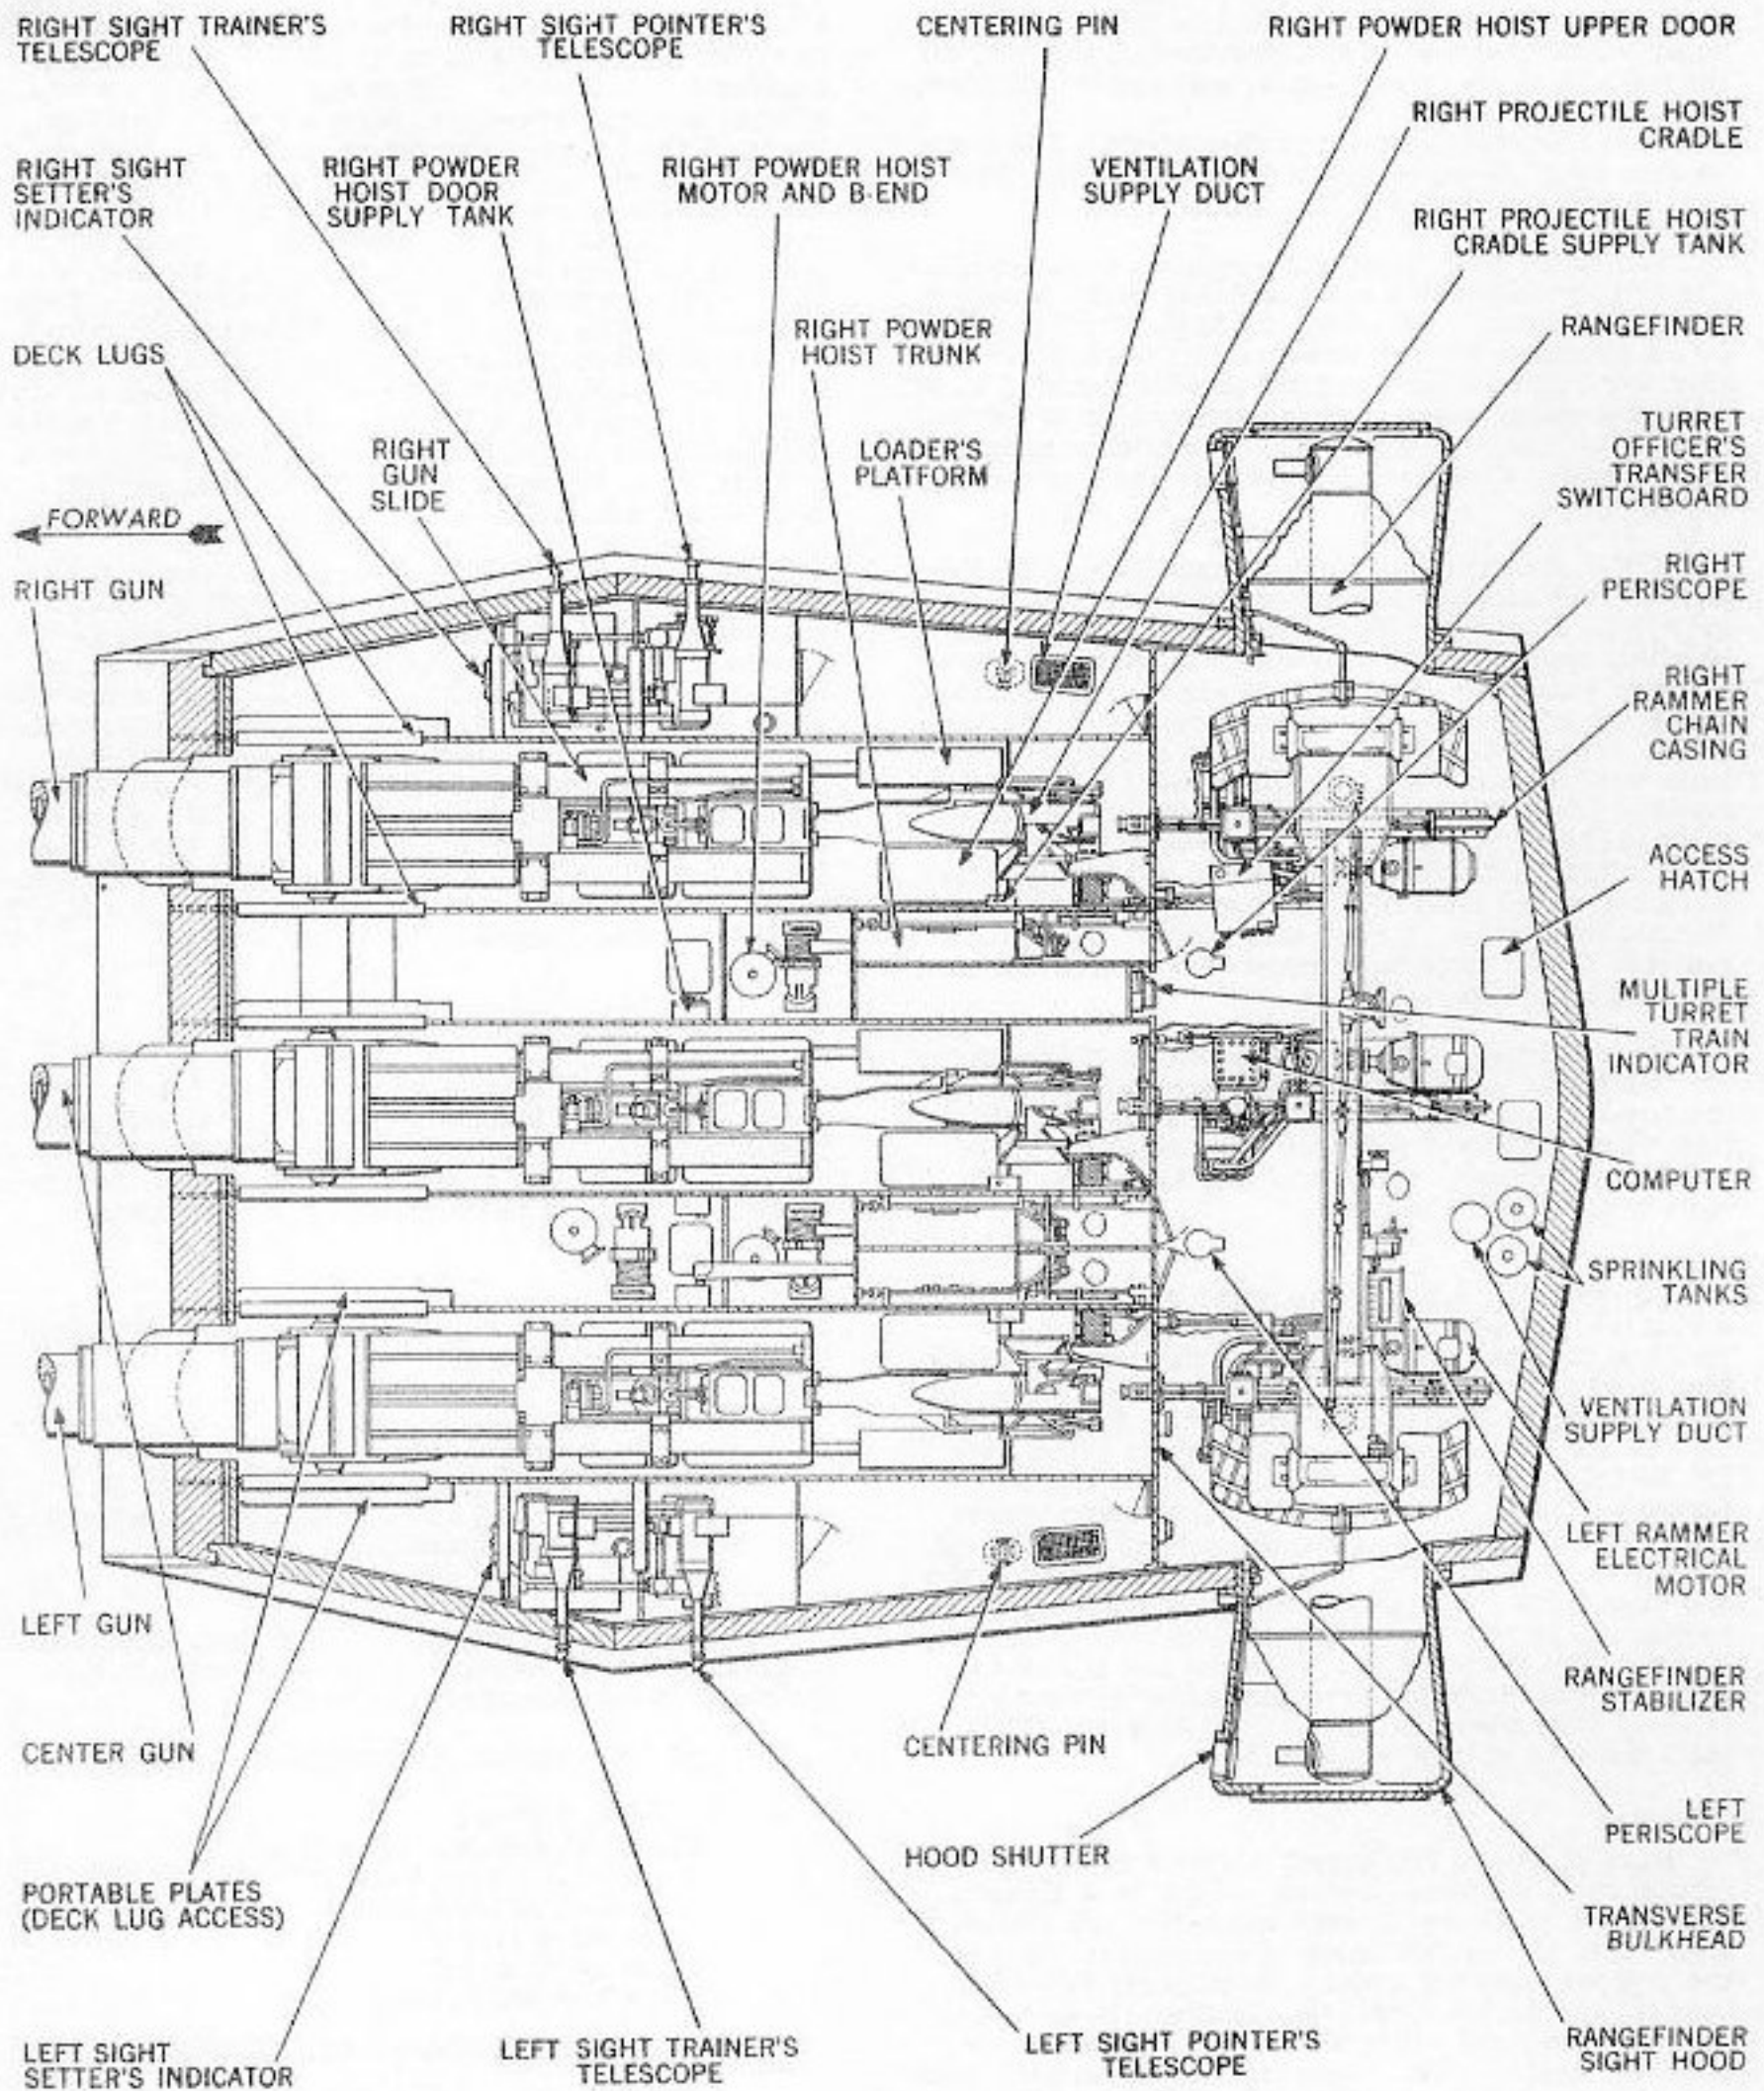 RIGHT SIGHT TRAINER'S
TELESCOPE
RIGHT SIGHT POINTER'S
TELESCOPE
CENTERING PIN
RIGHT POWDER HOIST UPPER DOOR
RIGHT PROJECTILE HOIST
CRADLE
RIGHT SIGHT
SETTER'S
INDICATOR
RIGHT POWDER
HOIST DOOR
SUPPLY TANK
RIGHT POWDER HOIST
MOTOR AND B-END
VENTILATION
SUPPLY DUCT
RIGHT PROJECTILE HOIST
CRADLE SUPPLY TANK
RIGHT POWDER
HOIST TRUNK
RANGEFINDER
DECK LUGS
RIGHT
GUN
SLIDE
LOADER'S
PLATFORM
TURRET
OFFICER'S
TRANSFER
SWITCHBOARD
FORWARD
RIGHT GUN
RIGHT
PERISCOPE
RIGHT
RAMMER
CHAIN
CASING
ACCESS
HATCH
MULTIPLE
TURRET
TRAIN
INDICATOR
COMPUTER
SPRINKLING
TANKS
VENTILATION
SUPPLY DUCT
LEFT RAMMER
ELECTRICAL
MOTOR
LEFT GUN
RANGEFINDER
STABILIZER
CENTER GUN
CENTERING PIN
LEFT
PERISCOPE
HOOD SHUTTER
PORTABLE PLATES
(DECK LUG ACCESS)
TRANSVERSE
BULKHEAD
LEFT SIGHT
SETTER'S INDICATOR
LEFT SIGHT TRAINER'S
TELESCOPE
LEFT SIGHT POINTER'S
TELESCOPE
RANGEFINDER
SIGHT HOOD